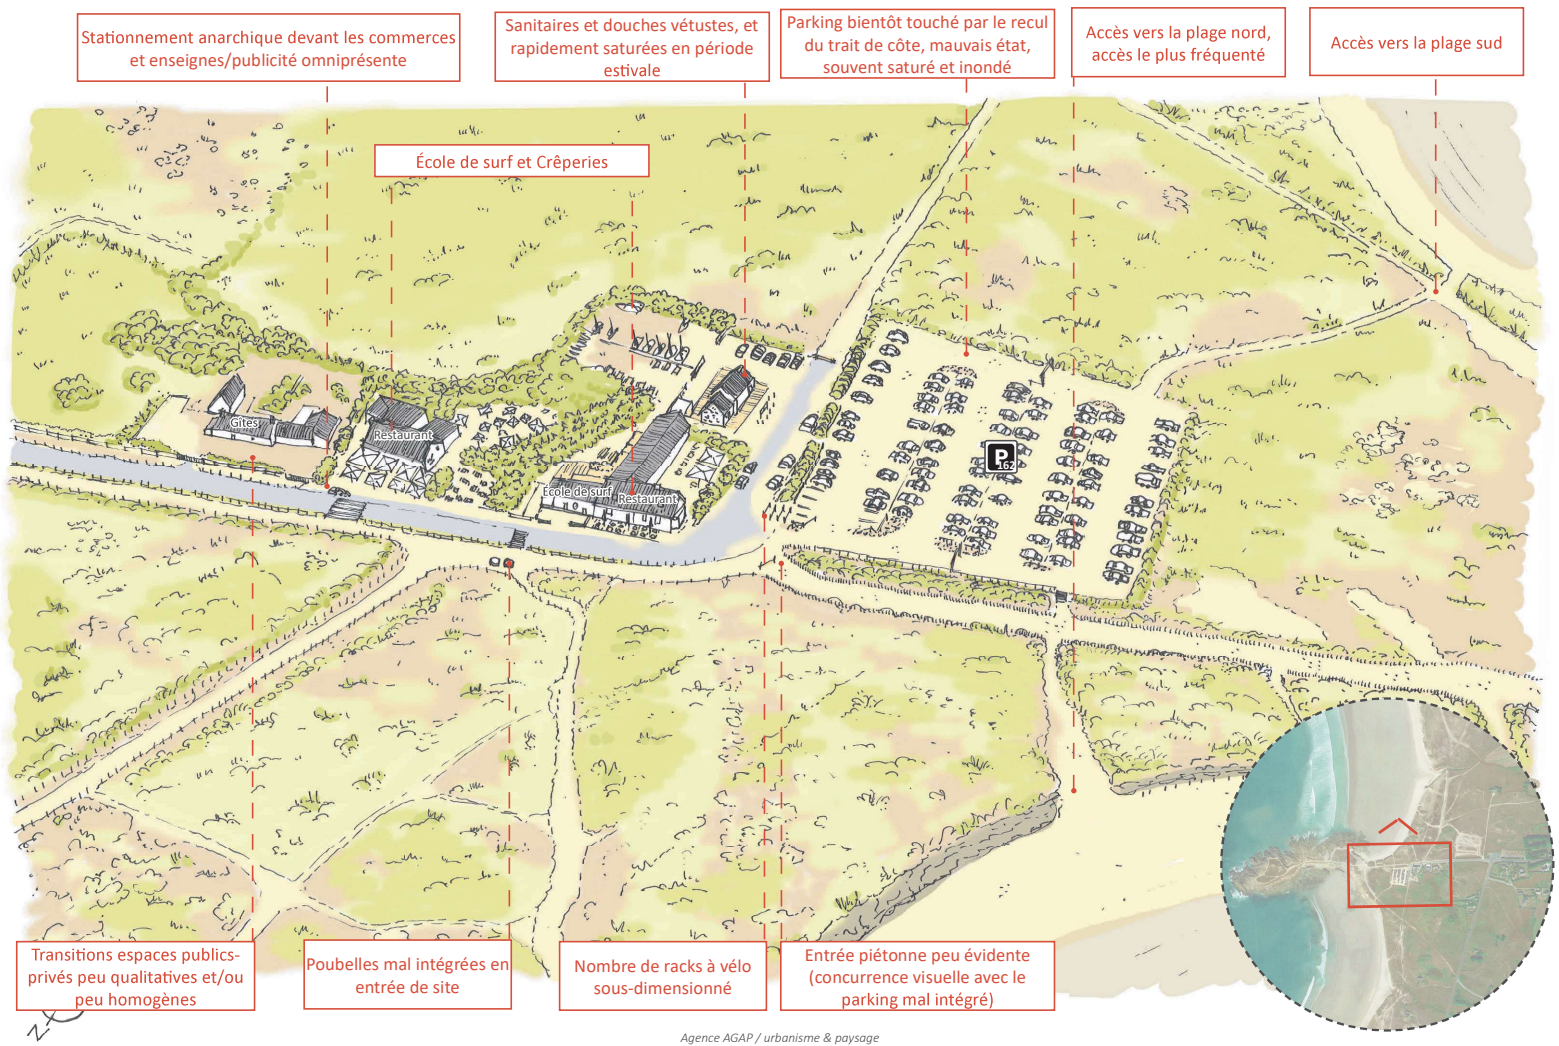 Stationnement anarchique devant les commerces
et enseignes/publicité omniprésente
Sanitaires et douches vétustes, et
rapidement saturées en période
estivale
Parking bientôt touché par le recul
du trait de côte, mauvais état,
souvent saturé et inondé
Accès vers la plage nord,
accès le plus fréquenté
Accès vers la plage sud
École de surf et Crêperies
Gîtes
Restaurant
École de surf
Restaurant
P
162
Transitions espaces publics-
privés peu qualitatives et/ou
peu homogènes
Poubelles mal intégrées en
entrée de site
Nombre de racks à vélo
sous-dimensionné
Entrée piétonne peu évidente
(concurrence visuelle avec le
parking mal intégré)
N
Agence AGAP / urbanisme & paysage